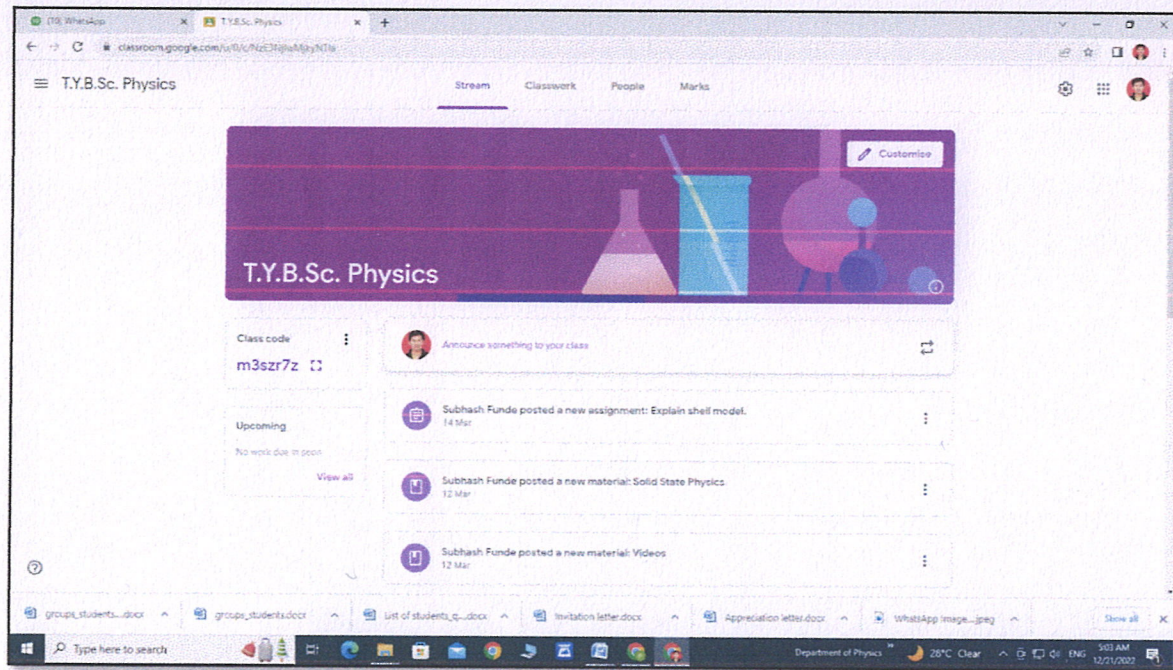 (19) WhatsApp
T.Y.B.Sc. Physics
T.Y.B.Sc. Physics
Stream Classwork People Marks
Customise
T.Y.B.Sc. Physics
Class code
m3szr7z
Announce something to your class
Subhash Funde posted a new assignment: Explain shell model.
14 Mar
Upcoming
No work due in soon
View all
Subhash Funde posted a new material: Solid State Physics
12 Mar
Subhash Funde posted a new material: Videos
12 Mar
groups_students....docx groups_students.docx List of students_q....docx Invitation letter.docx Appreciation letter.docx WhatsApp Image....jpeg Show all
Type here to search Department of Physics 28°C Clear ENG 5:03 AM
12/21/2022